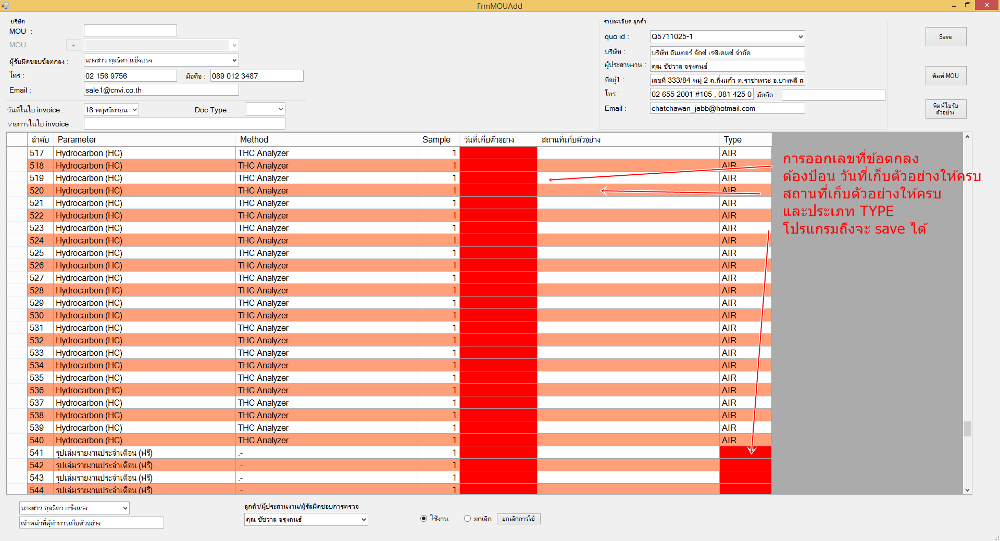 FrmMOUAdd
บริษัท
MOU :
MOU : +
ผู้รับผิดชอบข้อตกลง : นางสาว กุลธิดา แข็งแรง
โทร : 02 156 9756 มือถือ : 089 012 3487
Email : sale1@cnvi.co.th
วันที่ในใบ invoice : 18 พฤศจิกายน Doc Type :
รายการในใบ invoice :
รายละเอียด ลูกค้า
quo id : Q5711025-1
บริษัท : บริษัท อินเตอร์ ลักซ์ เรซิเดนซ์ จำกัด
ผู้ประสานงาน : คุณ ชัชวาล จรุงคนธ์
ที่อยู่1 : เลขที่ 333/84 หมู่ 2 ถ.กิ่งแก้ว ต.ราชาเทวะ อ.บางพลี ส
โทร : 02 655 2001 #105 , 081 425 0 มือถือ :
Email : chatchawan_jabb@hotmail.com
Save
พิมพ์ MOU
พิมพ์ใบรับ
ตัวอย่าง
ลำดับ Parameter Method Sample วันที่เก็บตัวอย่าง สถานที่เก็บตัวอย่าง Type
517 Hydrocarbon (HC) THC Analyzer 1 AIR
518 Hydrocarbon (HC) THC Analyzer 1 AIR
519 Hydrocarbon (HC) THC Analyzer 1 AIR
520 Hydrocarbon (HC) THC Analyzer 1 AIR
521 Hydrocarbon (HC) THC Analyzer 1 AIR
522 Hydrocarbon (HC) THC Analyzer 1 AIR
523 Hydrocarbon (HC) THC Analyzer 1 AIR
524 Hydrocarbon (HC) THC Analyzer 1 AIR
525 Hydrocarbon (HC) THC Analyzer 1 AIR
526 Hydrocarbon (HC) THC Analyzer 1 AIR
527 Hydrocarbon (HC) THC Analyzer 1 AIR
528 Hydrocarbon (HC) THC Analyzer 1 AIR
529 Hydrocarbon (HC) THC Analyzer 1 AIR
530 Hydrocarbon (HC) THC Analyzer 1 AIR
531 Hydrocarbon (HC) THC Analyzer 1 AIR
532 Hydrocarbon (HC) THC Analyzer 1 AIR
533 Hydrocarbon (HC) THC Analyzer 1 AIR
534 Hydrocarbon (HC) THC Analyzer 1 AIR
535 Hydrocarbon (HC) THC Analyzer 1 AIR
536 Hydrocarbon (HC) THC Analyzer 1 AIR
537 Hydrocarbon (HC) THC Analyzer 1 AIR
538 Hydrocarbon (HC) THC Analyzer 1 AIR
539 Hydrocarbon (HC) THC Analyzer 1 AIR
540 Hydrocarbon (HC) THC Analyzer 1 AIR
541 รูปเล่มรายงานประจำเดือน (ฟรี) .- 1
542 รูปเล่มรายงานประจำเดือน (ฟรี) .- 1
543 รูปเล่มรายงานประจำเดือน (ฟรี) .- 1
544 รูปเล่มรายงานประจำเดือน (ฟรี) .- 1
การออกเลขที่ข้อตกลง
ต้องป้อน วันที่เก็บตัวอย่างให้ครบ
สถานที่เก็บตัวอย่างให้ครบ
และประเภท TYPE
โปรแกรมถึงจะ save ได้
นางสาว กุลธิดา แข็งแรง
เจ้าหน้าที่ผู้ทำการเก็บตัวอย่าง
ลูกค้า/ผู้ประสานงาน/ผู้รัลผิดชอบการตรวจ
คุณ ชัชวาล จรุงคนธ์
ใช้งาน ยกเลิก ยกเลิกการใช้